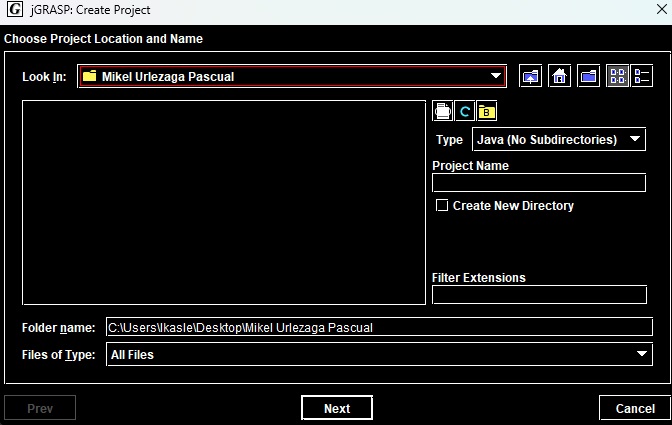 G jGRASP: Create Project
Choose Project Location and Name
Look In: Mikel Urlezaga Pascual
C B
Type Java (No Subdirectories)
Project Name
Create New Directory
Filter Extensions
Folder name: C:\Users\Ikasle\Desktop\Mikel Urlezaga Pascual
Files of Type: All Files
Prev Next Cancel